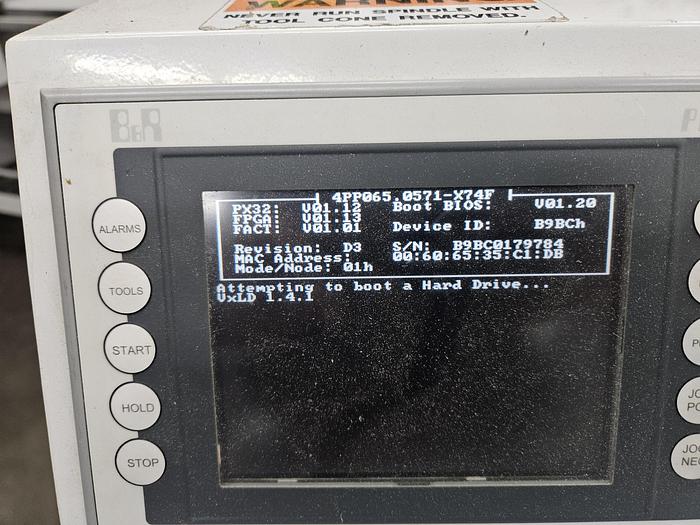 WARNING
NEVER RUN SPINDLE WITH
TOOL CONE REMOVED.
B&R
4PP065.0571-X74F
PX32: V01.12 Boot BIOS: V01.20
FPGA: V01.13
FACT: V01.01 Device ID: B9BCh
Revision: D3 S/N: B9BC0179784
MAC Address: 00:60:65:35:C1:DB
Mode/Node: 01h
Attempting to boot a Hard Drive...
VxLD 1.4.1
ALARMS
TOOLS
START
HOLD
STOP